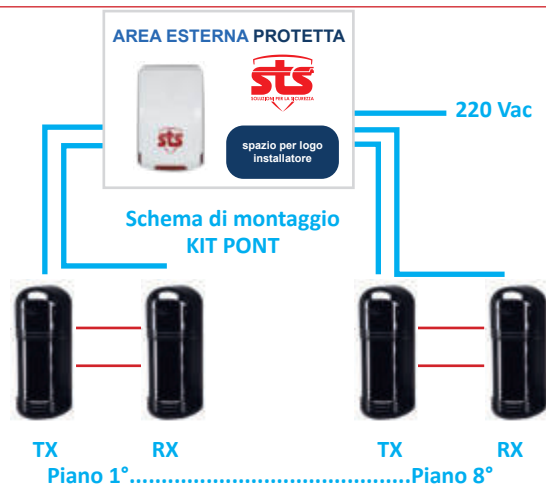 AREA ESTERNA PROTETTA
sts
SOLUZIONI PER LA SICUREZZA
sts
spazio per logo
installatore
220 Vac
Schema di montaggio
KIT PONT
TX RX TX RX
Piano 1°..............................................Piano 8°